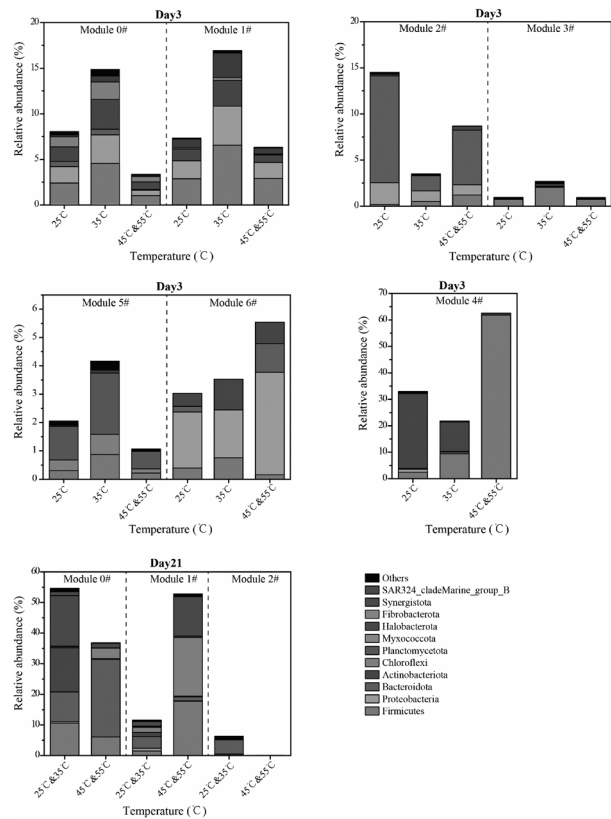 Day3
Module 0#
Module 1#
Relative abundance (%)
20
15
10
5
0
25℃
35℃
45℃&55℃
25℃
35℃
45℃&55℃
Temperature (℃)
Day3
Module 2#
Module 3#
Relative abundance (%)
20
15
10
5
0
25℃
35℃
45℃&55℃
25℃
35℃
45℃&55℃
Temperature (℃)
Day3
Module 5#
Module 6#
Relative abundance (%)
6
5
4
3
2
1
0
25℃
35℃
45℃&55℃
25℃
35℃
45℃&55℃
Temperature (℃)
Day3
Module 4#
Relative abundance (%)
70
60
50
40
30
20
10
0
25℃
35℃
45℃&55℃
Temperature (℃)
Day21
Module 0#
Module 1#
Module 2#
Relative abundance (%)
60
50
40
30
20
10
0
25℃&35℃
45℃&55℃
25℃&35℃
45℃&55℃
25℃&35℃
45℃&55℃
Temperature (℃)
Others
SAR324_cladeMarine_group_B
Synergistota
Fibrobacterota
Halobacterota
Myxococcota
Planctomycetota
Chloroflexi
Actinobacteriota
Bacteroidota
Proteobacteria
Firmicutes